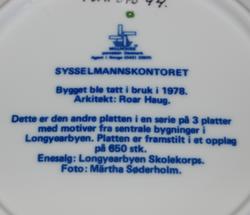 SYSSELMANNSKONTORET
Bygget ble tatt i bruk i 1978.
Arkitekt: Roar Haug.
Dette er den andre platten i en serie på 3 platter
med motiver fra sentrale bygninger i
Longyearbyen. Platten er framstilt i et opplag
på 650 stk.
Enesalg: Longyearbyen Skolekorps.
Foto: Märtha Søderholm.